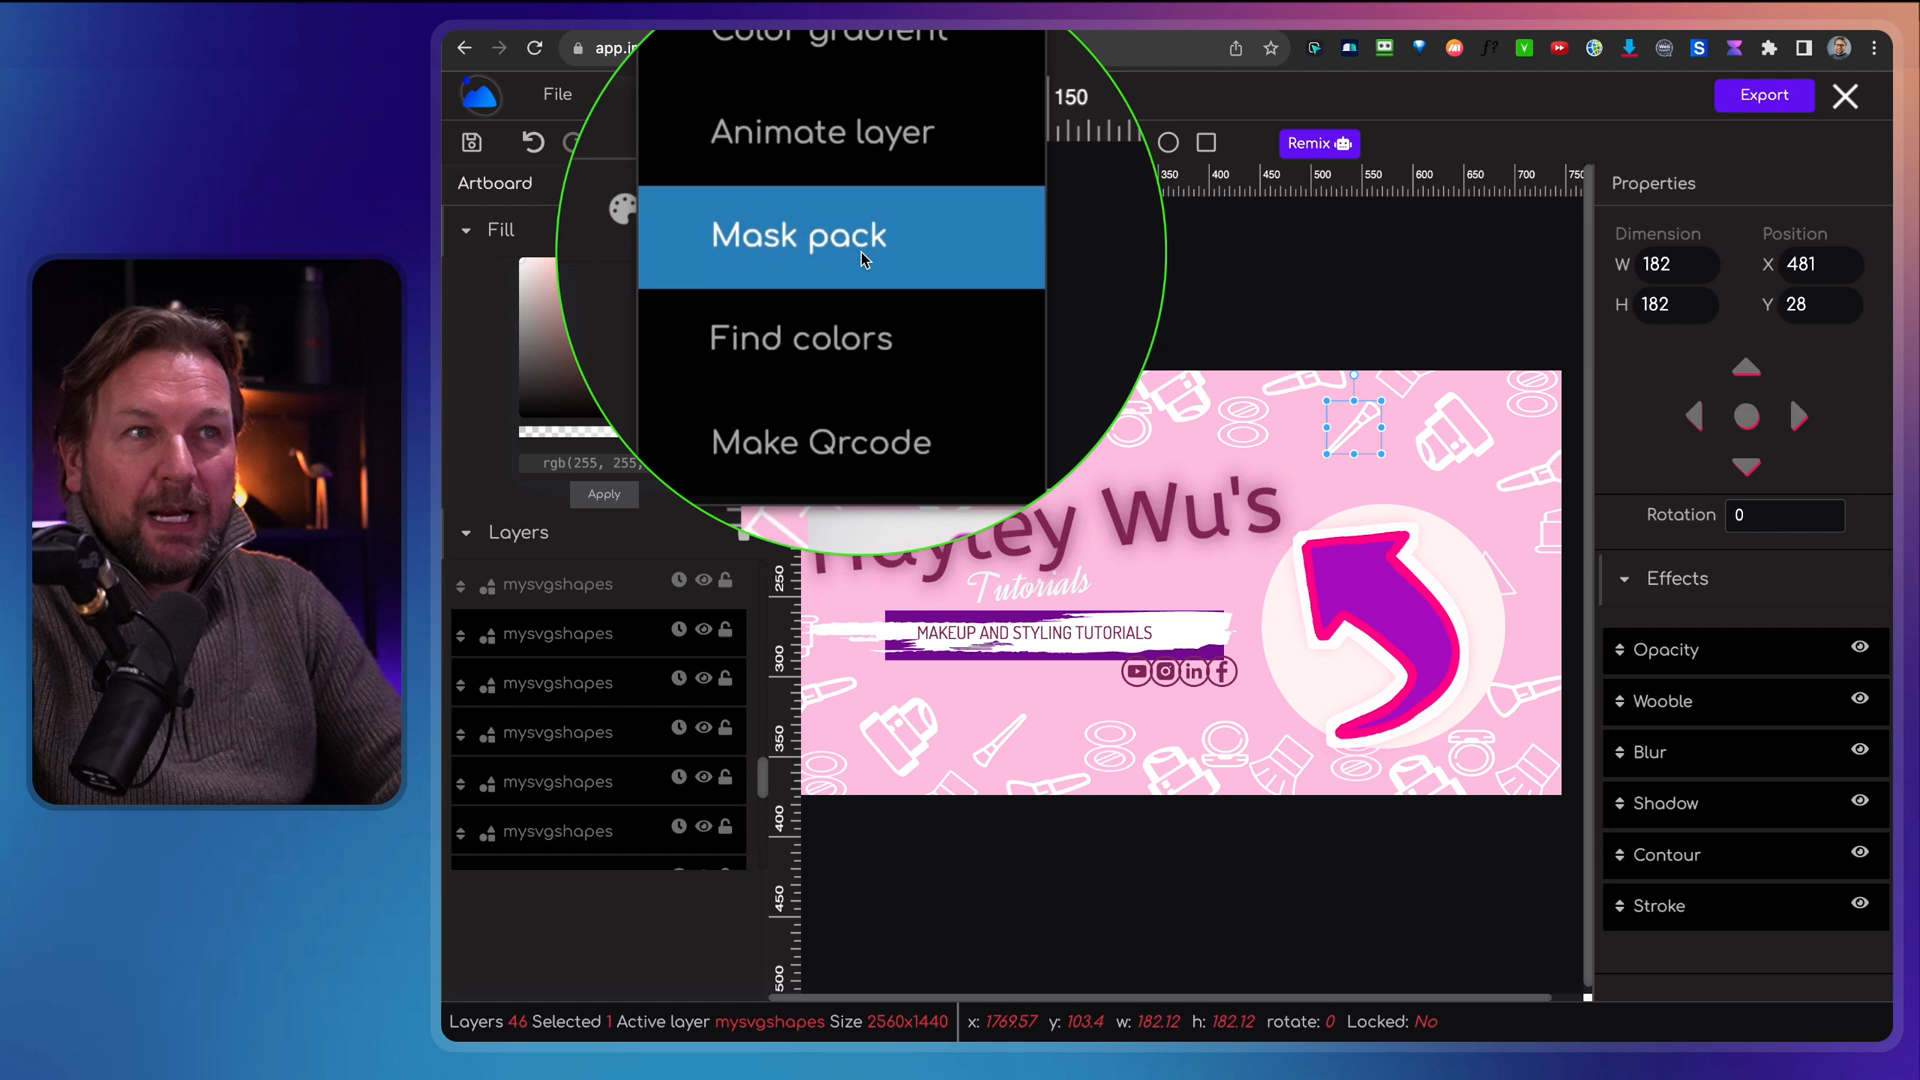 app.i
File
Export
Remix
Artboard
Fill
rgb(255, 255,
Apply
Layers
mysvgshapes
mysvgshapes
mysvgshapes
mysvgshapes
mysvgshapes
mysvgshapes
Color gradient
Animate layer
Mask pack
Find colors
Make Qrcode
150
350 400 450 500 550 600 650 700 750
250
300
350
400
450
500
Hayley Wu's
Tutorials
MAKEUP AND STYLING TUTORIALS
Properties
Dimension Position
W 182 X 481
H 182 Y 28
Rotation 0
Effects
Opacity
Wooble
Blur
Shadow
Contour
Stroke
Layers 46 Selected 1 Active layer mysvgshapes Size 2560x1440 x: 1769.57 y: 103.4 w: 182.12 h: 182.12 rotate: 0 Locked: No